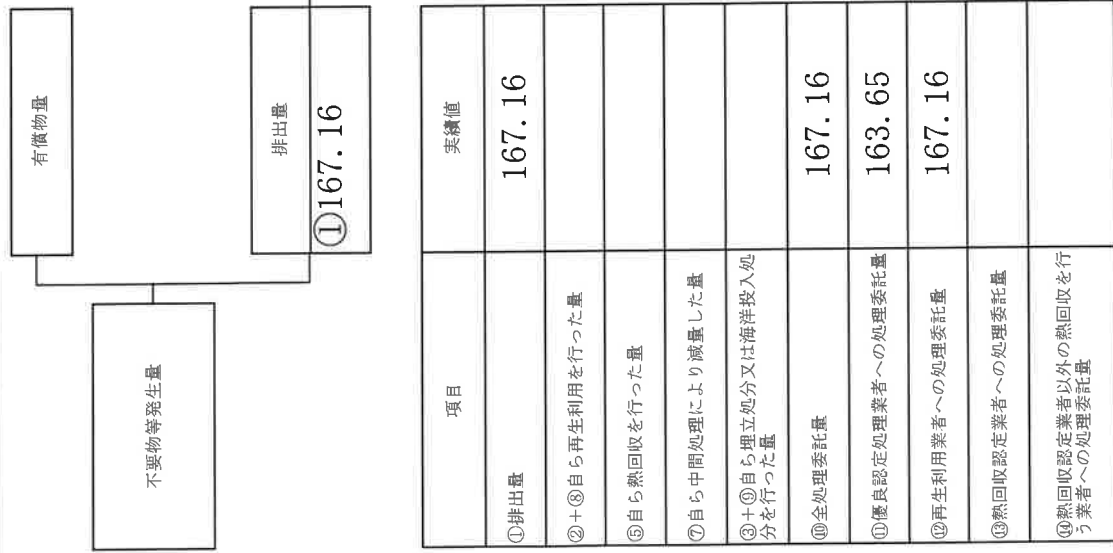 有償物量
不要物等発生量
排出量
①167.16
項目
実績値
①排出量
167.16
②+⑧自ら再生利用を行った量
⑤自ら熱回収を行った量
⑦自ら中間処理により減量した量
③+⑨自ら埋立処分又は海洋投入処
分を行った量
⑩全処理委託量
167.16
⑪優良認定処理業者への処理委託量
163.65
⑫再生利用業者への処理委託量
167.16
⑬熱回収認定業者への処理委託量
⑭熱回収認定業者以外の熱回収を行
う業者への処理委託量